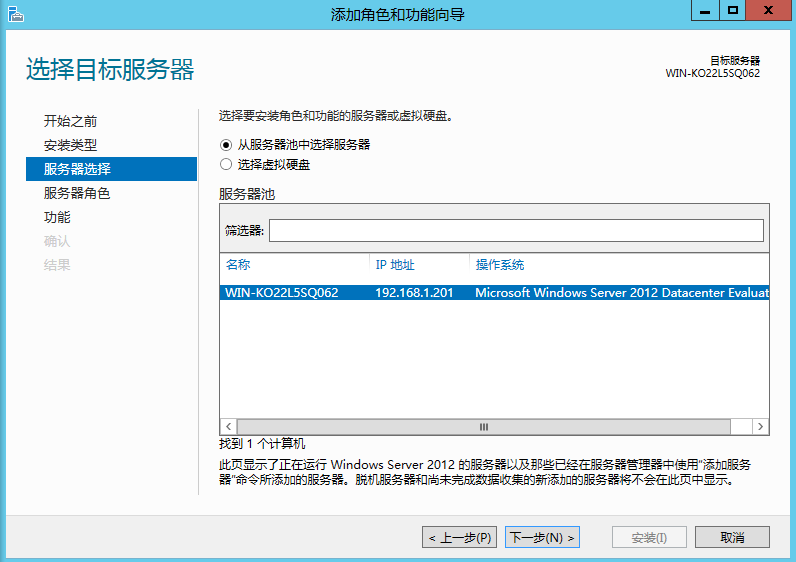 添加角色和功能向导
选择目标服务器
目标服务器
WIN-KO22L5SQ062
开始之前
安装类型
服务器选择
服务器角色
功能
确认
结果
选择要安装角色和功能的服务器或虚拟硬盘。
从服务器池中选择服务器
选择虚拟硬盘
服务器池
筛选器:
名称 IP 地址 操作系统
WIN-KO22L5SQ062 192.168.1.201 Microsoft Windows Server 2012 Datacenter Evaluat
找到 1 个计算机
此页显示了正在运行 Windows Server 2012 的服务器以及那些已经在服务器管理器中使用"添加服务
器"命令所添加的服务器。脱机服务器和尚未完成数据收集的新添加的服务器将不会在此页中显示。
< 上一步(P) 下一步(N) > 安装(I) 取消